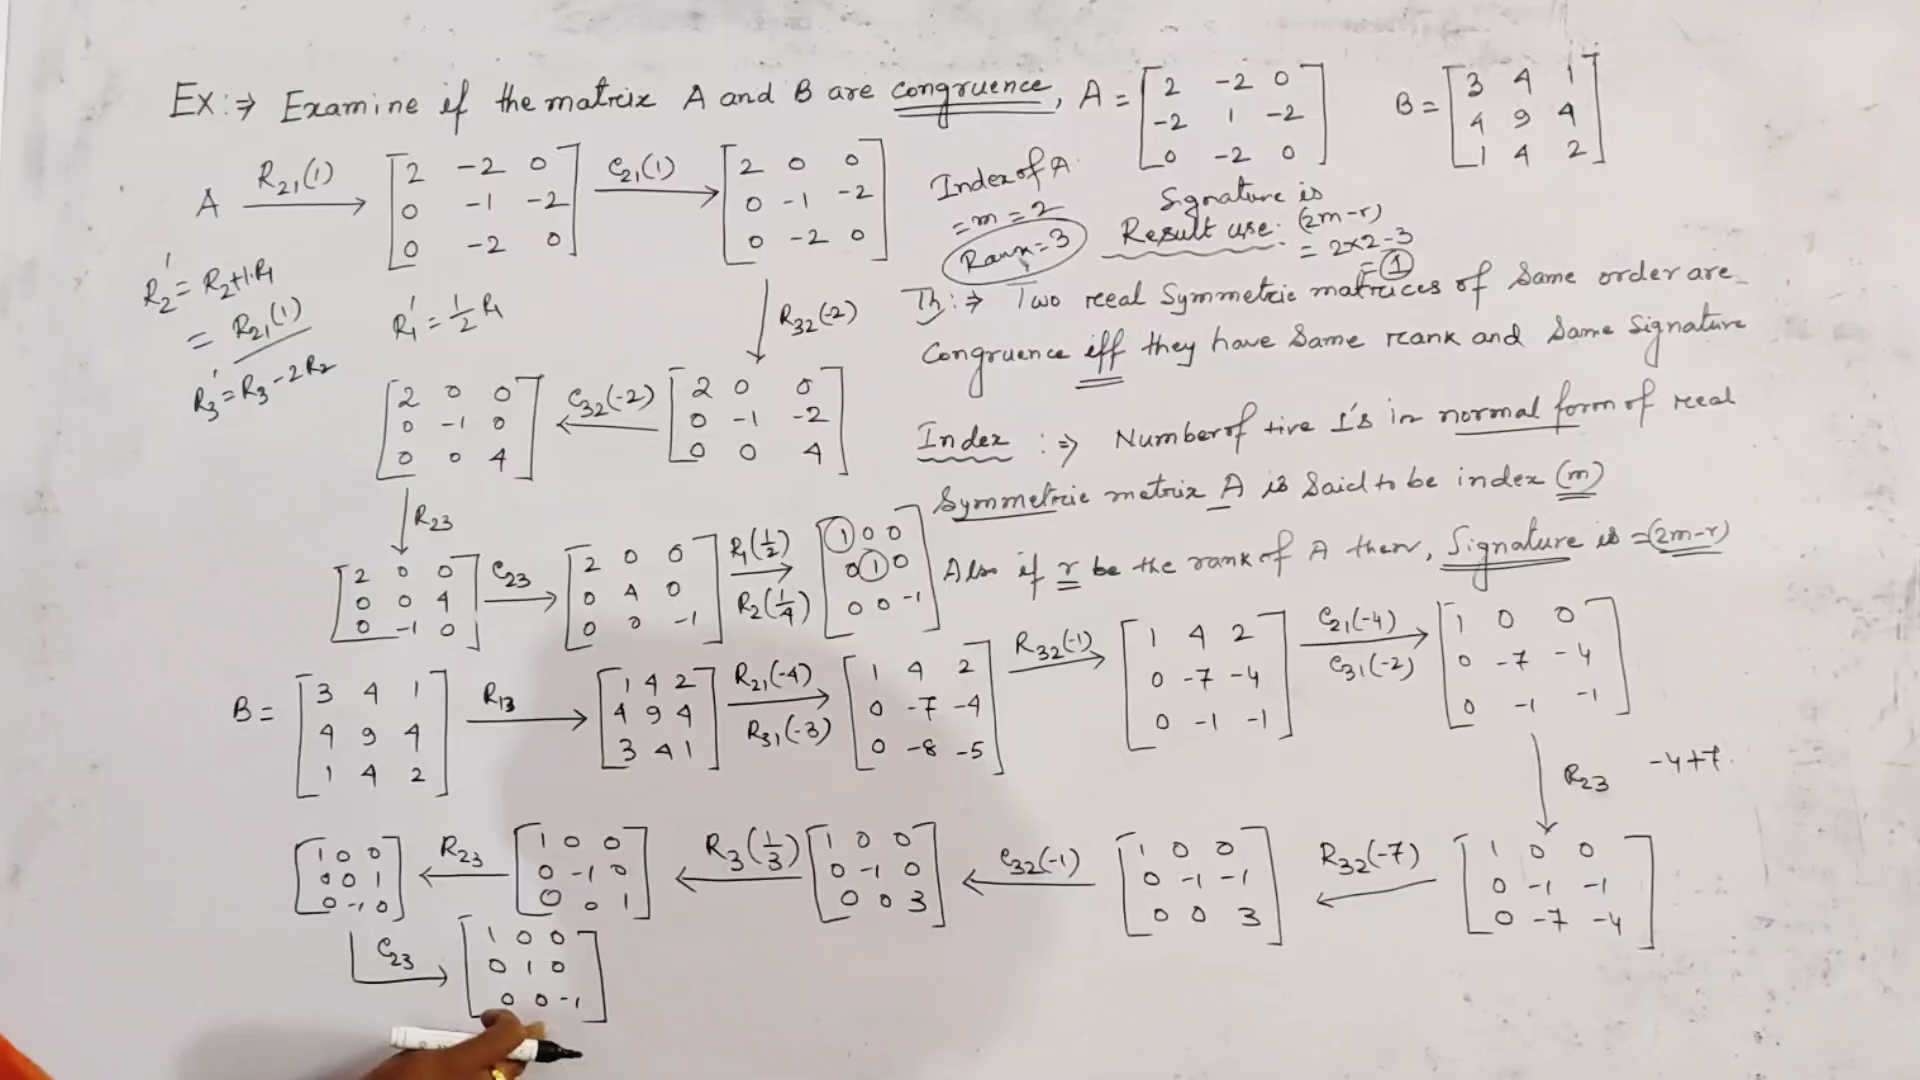 Ex:⇒ Examine if the matrix A and B are congruence, A = [2 -2 0; -2 1 -2; 0 -2 0] B = [3 4 1; 4 9 4; 1 4 2]
A R₂₁(1) → [2 -2 0; 0 -1 -2; 0 -2 0] C₂₁(1) → [2 0 0; 0 -1 -2; 0 -2 0]
R₂' = R₂+1.R₁
= R₂₁(1)
R₃' = R₃-2R₂
R₁' = ½ R₁
↓ R₃₂(-2)
[2 0 0; 0 -1 0; 0 0 4] ← C₃₂(-2) [2 0 0; 0 -1 -2; 0 0 4]
↓ R₂₃
[2 0 0; 0 0 4; 0 -1 0] C₂₃ → [2 0 0; 0 4 0; 0 0 -1] R₁(½) → R₂(¼) [1 0 0; 0 1 0; 0 0 -1]
Index of A
= m = 2
Rank = 3
Signature is
Result use: (2m-r)
= 2×2-3
= 1
Th:⇒ Two reeal Symmetric matrices of Same order are
Congruence iff they have Same rank and Same Signature
Index :⇒ Number of +ive 1's in normal form of reeal
Symmetric matrix A is Said to be index (m)
Also if r be the rank of A then, Signature is = (2m-r)
B = [3 4 1; 4 9 4; 1 4 2] R₁₃ → [1 4 2; 4 9 4; 3 4 1] R₂₁(-4) → R₃₁(-3) [1 4 2; 0 -7 -4; 0 -8 -5] R₃₂(-1) → [1 4 2; 0 -7 -4; 0 -1 -1] C₂₁(-4) → C₃₁(-2) [1 0 0; 0 -7 -4; 0 -1 -1]
↓ R₂₃ -4+7
[1 0 0; 0 0 1; 0 -1 0] ← R₂₃ [1 0 0; 0 -1 0; 0 0 1] ← R₃(⅓) [1 0 0; 0 -1 0; 0 0 3] ← C₃₂(-1) [1 0 0; 0 -1 -1; 0 0 3] ← R₃₂(-7) [1 0 0; 0 -1 -1; 0 -7 -4]
C₂₃ → [1 0 0; 0 1 0; 0 0 -1]